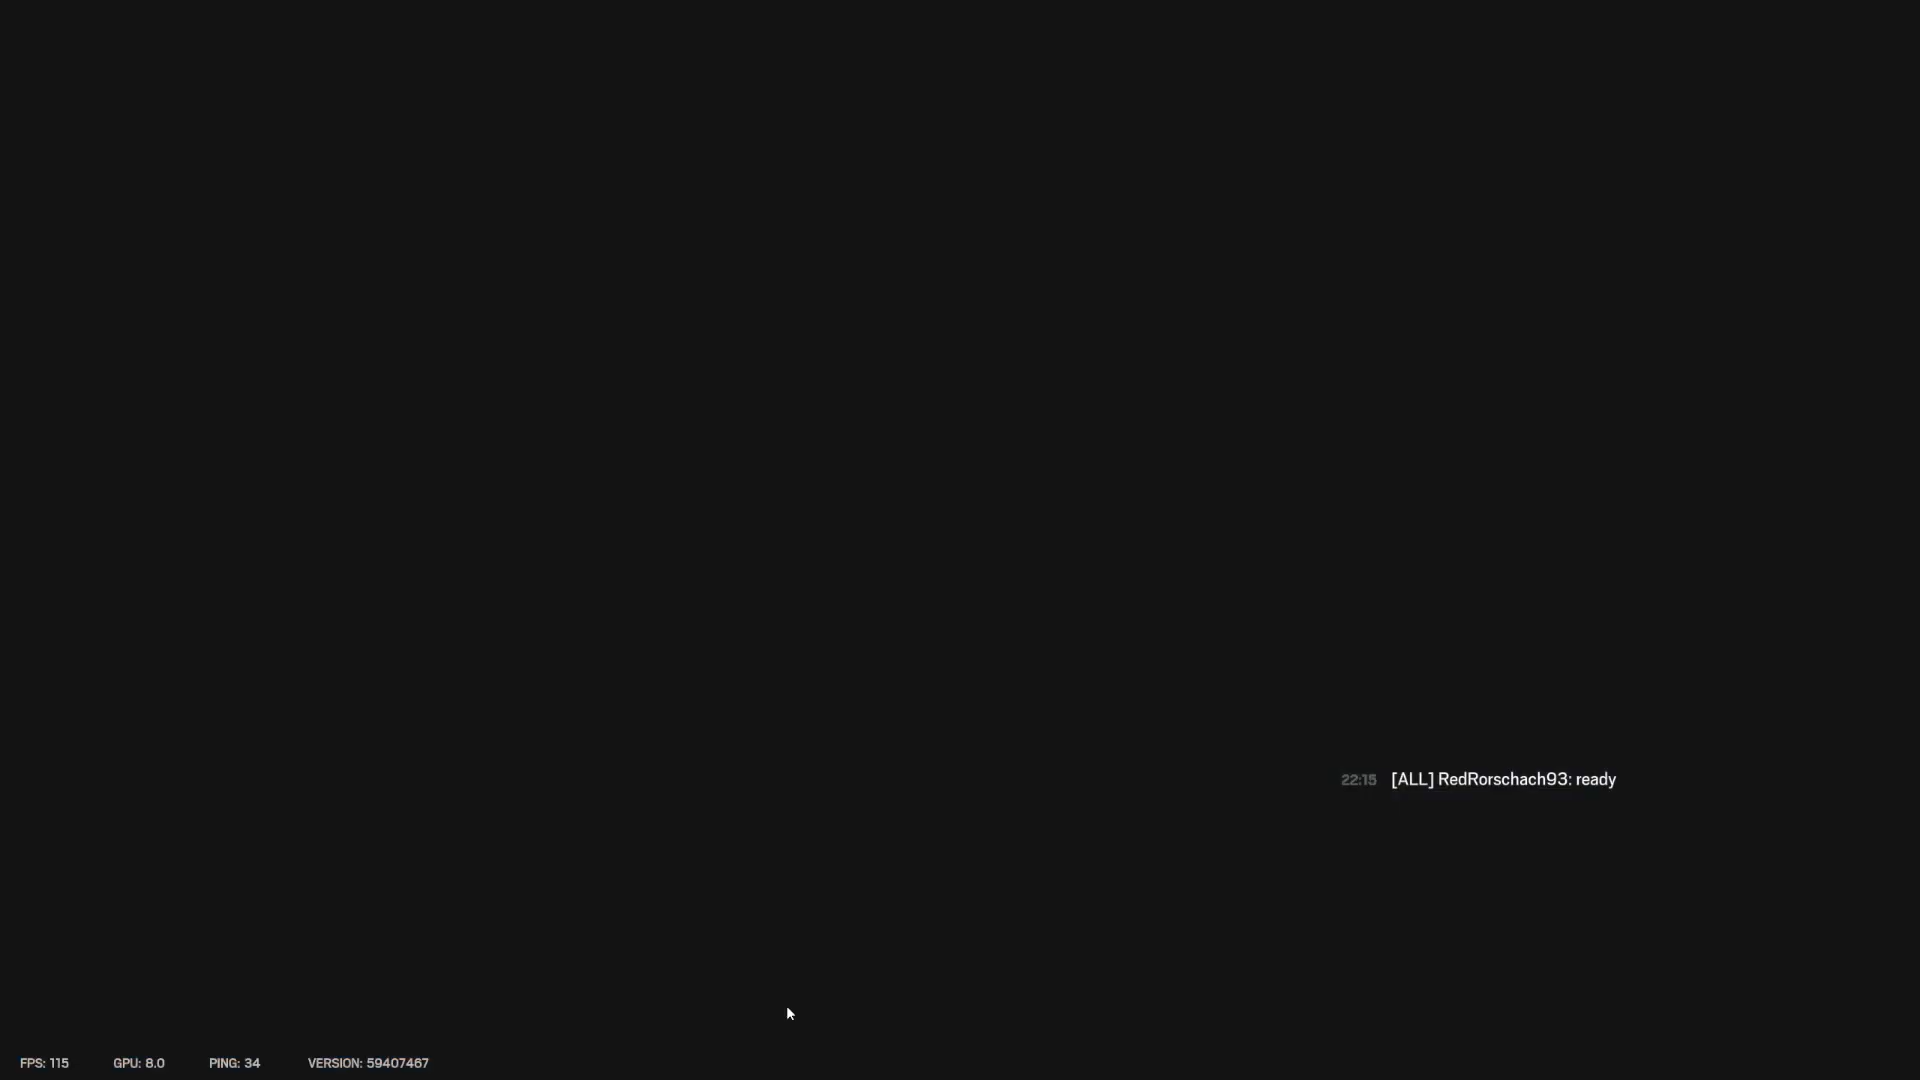 22:15 [ALL] RedRorschach93: ready
FPS: 115 GPU: 8.0 PING: 34 VERSION: 59407467